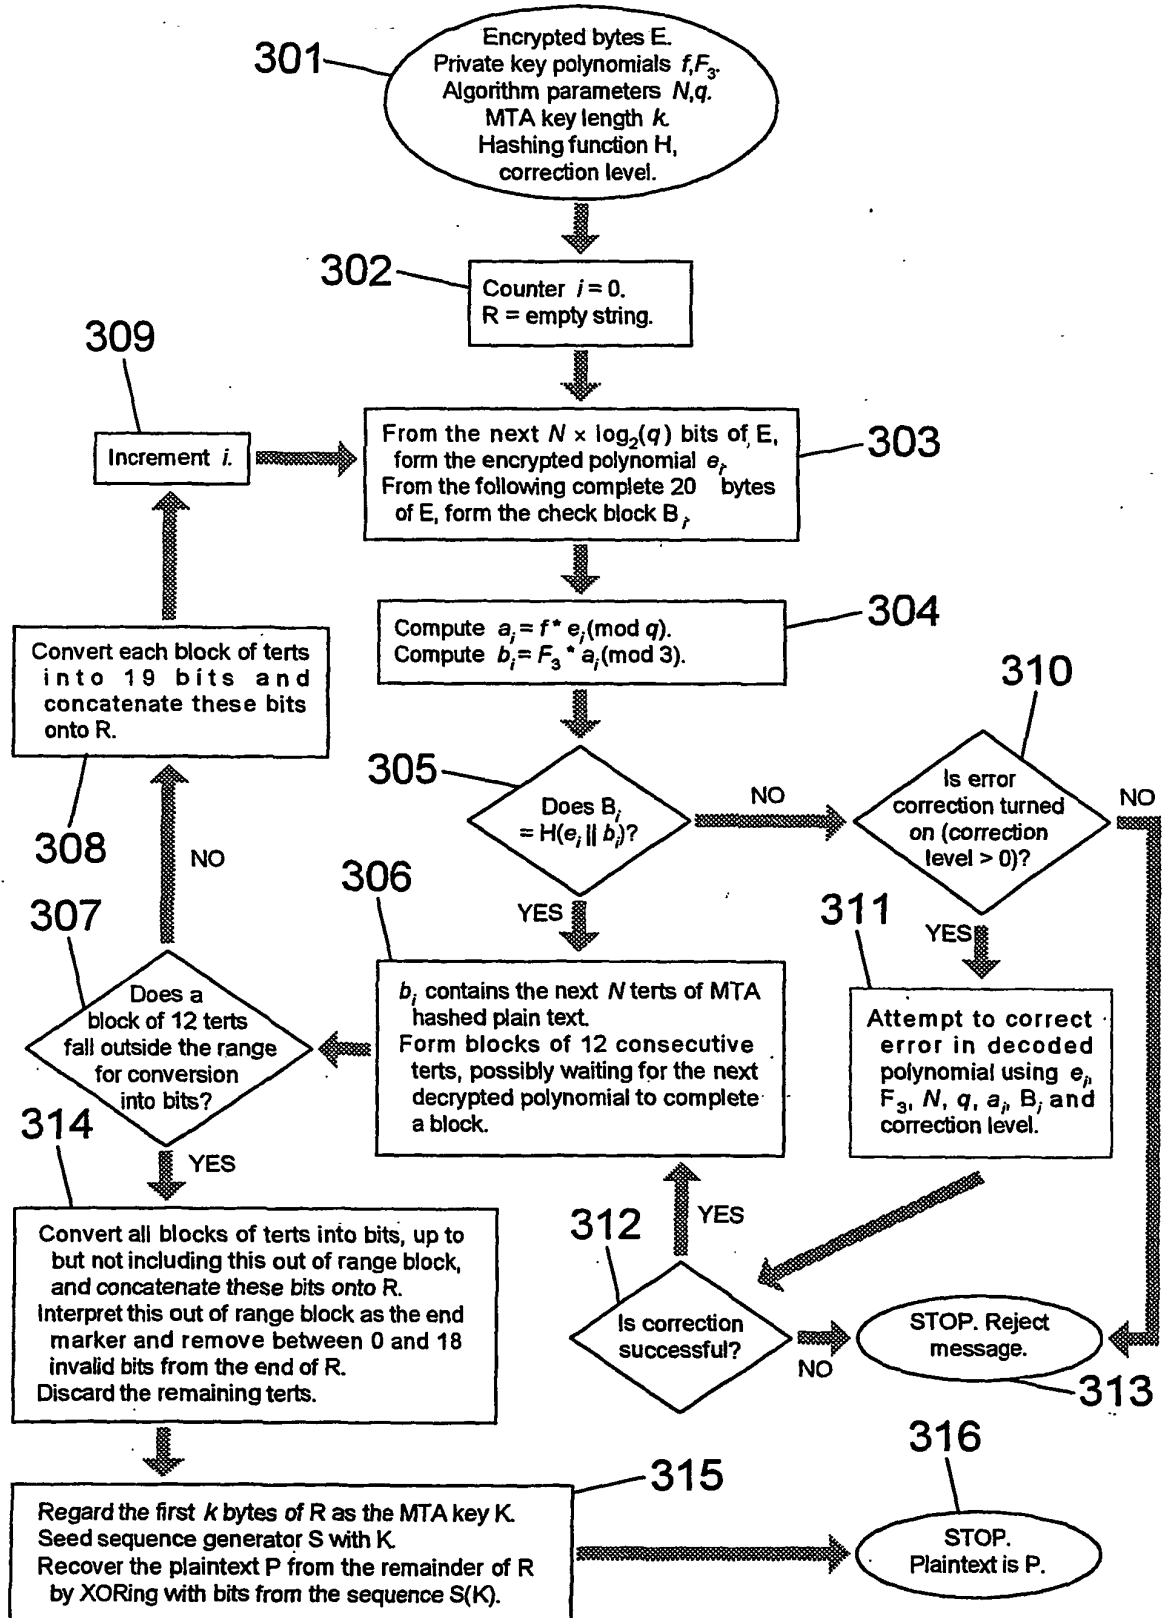 301
Encrypted bytes E.
Private key polynomials f,F₃.
Algorithm parameters N,q.
MTA key length k.
Hashing function H,
correction level.
302
Counter i = 0.
R = empty string.
309
Increment i.
303
From the next N × log₂(q) bits of, E,
form the encrypted polynomial eᵢ.
From the following complete 20 bytes
of E, form the check block Bᵢ.
304
Compute aᵢ = f * eᵢ (mod q).
Compute bᵢ = F₃ * aᵢ (mod 3).
308
Convert each block of terts
into 19 bits and
concatenate these bits
onto R.
305
Does Bᵢ
= H(eᵢ || bᵢ)?
NO
YES
310
Is error
correction turned
on (correction
level > 0)?
NO
YES
306
bᵢ contains the next N terts of MTA
hashed plain text.
Form blocks of 12 consecutive
terts, possibly waiting for the next
decrypted polynomial to complete
a block.
307
Does a
block of 12 terts
fall outside the range
for conversion
into bits?
NO
YES
311
Attempt to correct
error in decoded
polynomial using eᵢ,
F₃, N, q, aᵢ, Bᵢ and
correction level.
312
Is correction
successful?
YES
NO
STOP. Reject
message.
313
314
Convert all blocks of terts into bits, up to
but not including this out of range block,
and concatenate these bits onto R.
Interpret this out of range block as the end
marker and remove between 0 and 18
invalid bits from the end of R.
Discard the remaining terts.
315
Regard the first k bytes of R as the MTA key K.
Seed sequence generator S with K.
Recover the plaintext P from the remainder of R
by XORing with bits from the sequence S(K).
316
STOP.
Plaintext is P.